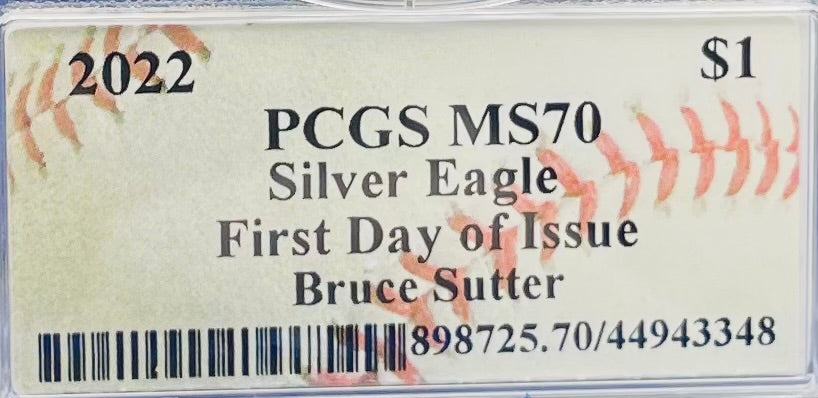 2022 $1
PCGS MS70
Silver Eagle
First Day of Issue
Bruce Sutter
898725.70/44943348